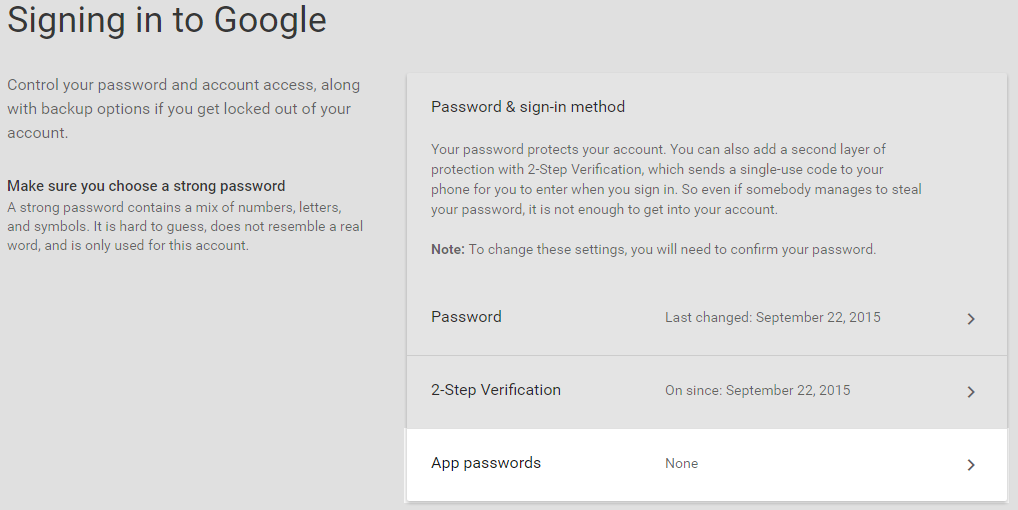 Signing in to Google
Control your password and account access, along
with backup options if you get locked out of your
account.
Make sure you choose a strong password
A strong password contains a mix of numbers, letters,
and symbols. It is hard to guess, does not resemble a real
word, and is only used for this account.
Password & sign-in method
Your password protects your account. You can also add a second layer of
protection with 2-Step Verification, which sends a single-use code to your
phone for you to enter when you sign in. So even if somebody manages to steal
your password, it is not enough to get into your account.
Note: To change these settings, you will need to confirm your password.
Password Last changed: September 22, 2015
2-Step Verification On since: September 22, 2015
App passwords None